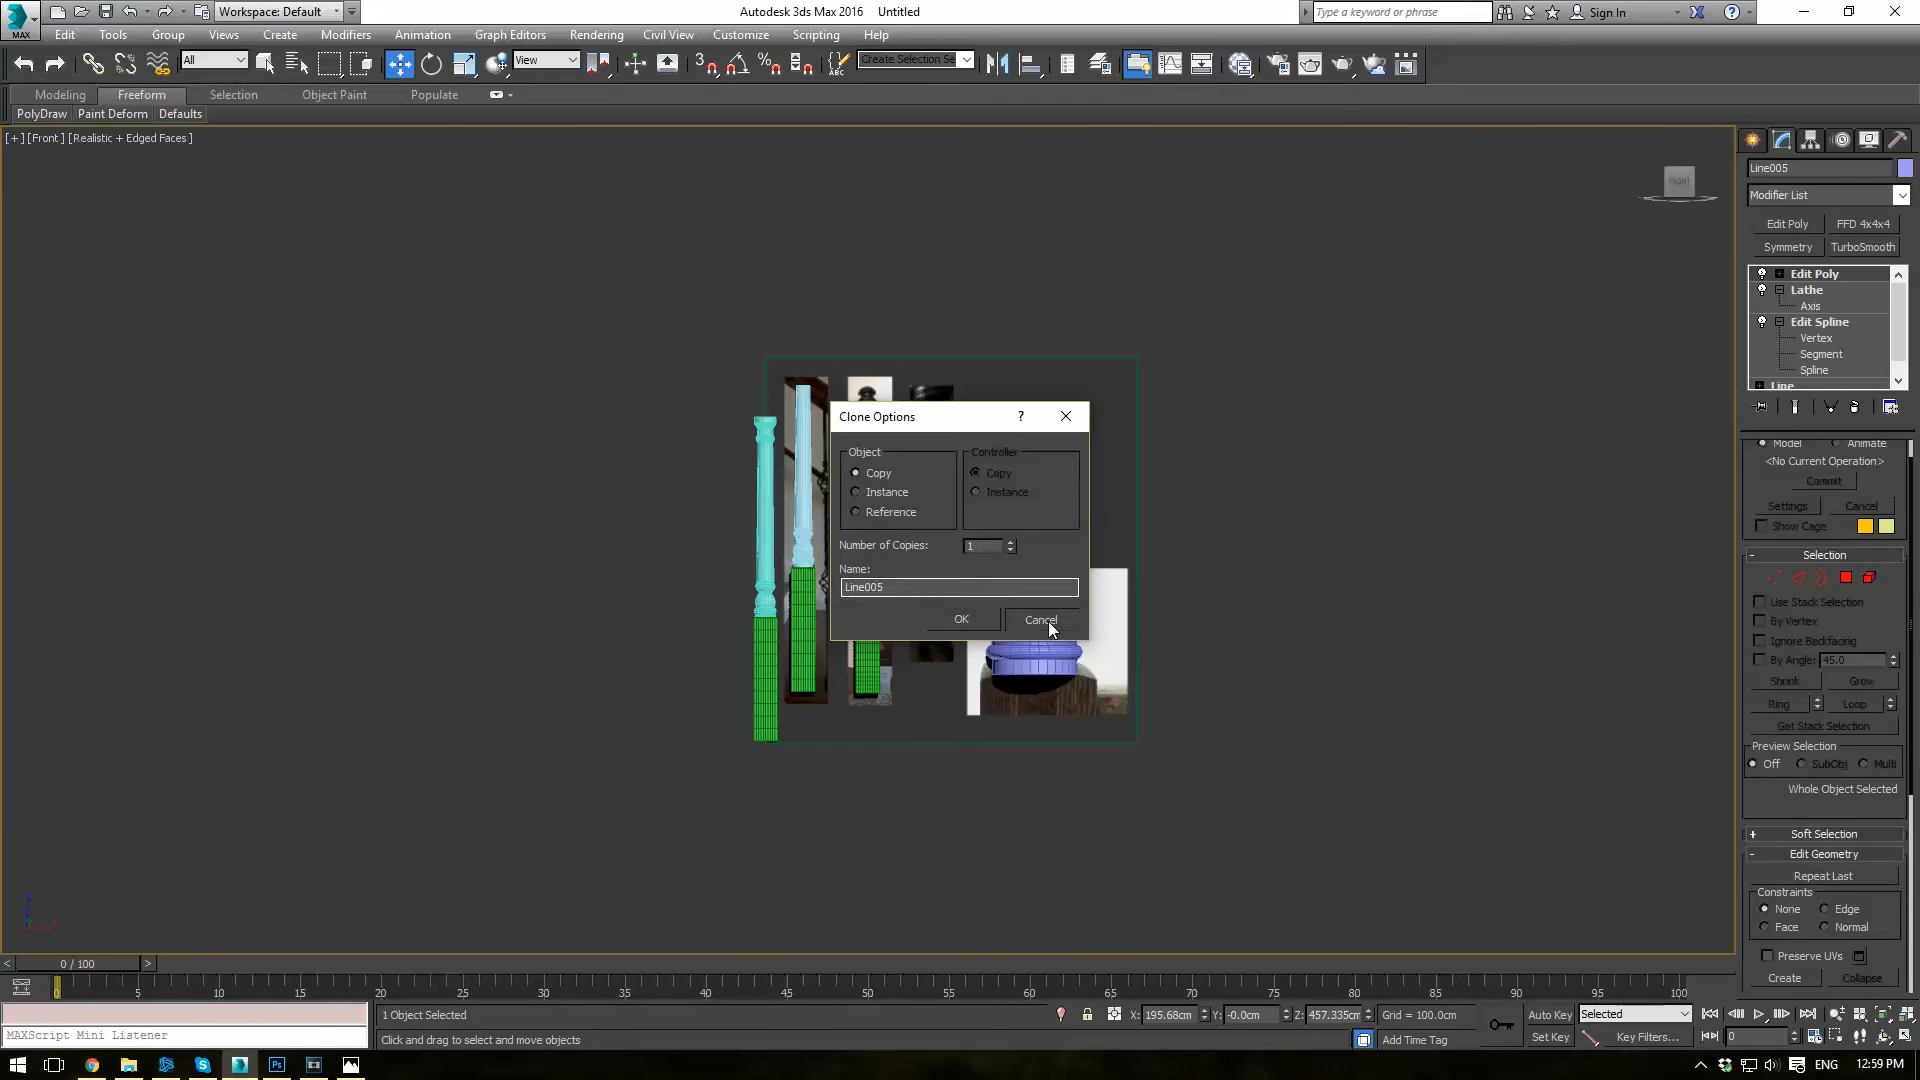 Workspace: Default
Autodesk 3ds Max 2016    Untitled
Type a keyword or phrase
Sign In
MAX
Edit Tools Group Views Create Modifiers Animation Graph Editors Rendering Civil View Customize Scripting Help
All
View
Create Selection Se
Modeling Freeform Selection Object Paint Populate
PolyDraw Paint Deform Defaults
[+] [Front ] [Realistic + Edged Faces ]
FRONT
Line005
Modifier List
Edit Poly FFD 4x4x4
Symmetry TurboSmooth
Edit Poly
Lathe
Axis
Edit Spline
Vertex
Segment
Spline
Line
Model Animate
<No Current Operation>
Commit
Settings Cancel
Show Cage
Selection
Use Stack Selection
By Vertex
Ignore Backfacing
By Angle: 45.0
Shrink Grow
Ring Loop
Get Stack Selection
Preview Selection
Off SubObj Multi
Whole Object Selected
Soft Selection
Edit Geometry
Repeat Last
Constraints
None Edge
Face Normal
Preserve UVs
Create Collapse
Clone Options
?
Object
Copy
Instance
Reference
Controller
Copy
Instance
Number of Copies: 1
Name:
Line005
OK Cancel
0 / 100
0 5 10 15 20 25 30 35 40 45 50 55 60 65 70 75 80 85 90 95 100
1 Object Selected
X: 195.68cm Y: -0.0cm Z: 457.335cm Grid = 100.0cm
Auto Key Selected
MAXScript Mini Listener
Click and drag to select and move objects
Add Time Tag
Set Key Key Filters...
0
ENG 12:59 PM